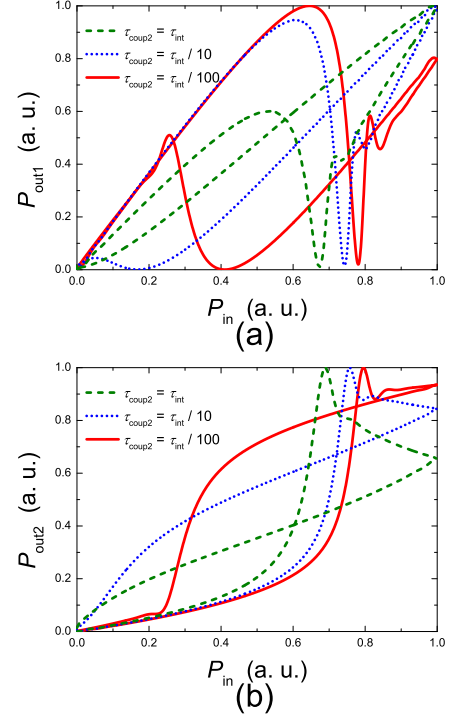 1.0
0.8
0.6
0.4
0.2
0.0
P_out1 (a. u.)
τ_coup2 = τ_int
τ_coup2 = τ_int / 10
τ_coup2 = τ_int / 100
0.0 0.2 0.4 0.6 0.8 1.0
P_in (a. u.)
(a)
1.0
0.8
0.6
0.4
0.2
0.0
P_out2 (a. u.)
τ_coup2 = τ_int
τ_coup2 = τ_int / 10
τ_coup2 = τ_int / 100
0.0 0.2 0.4 0.6 0.8 1.0
P_in (a. u.)
(b)